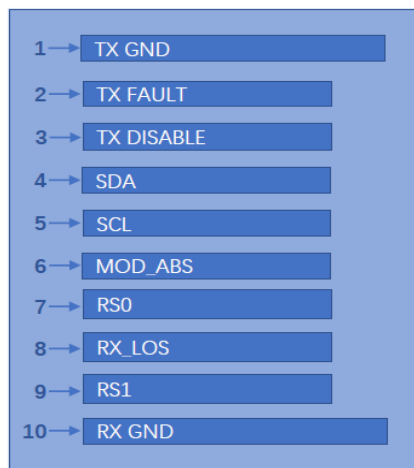 1 TX GND
2 TX FAULT
3 TX DISABLE
4 SDA
5 SCL
6 MOD_ABS
7 RS0
8 RX_LOS
9 RS1
10 RX GND